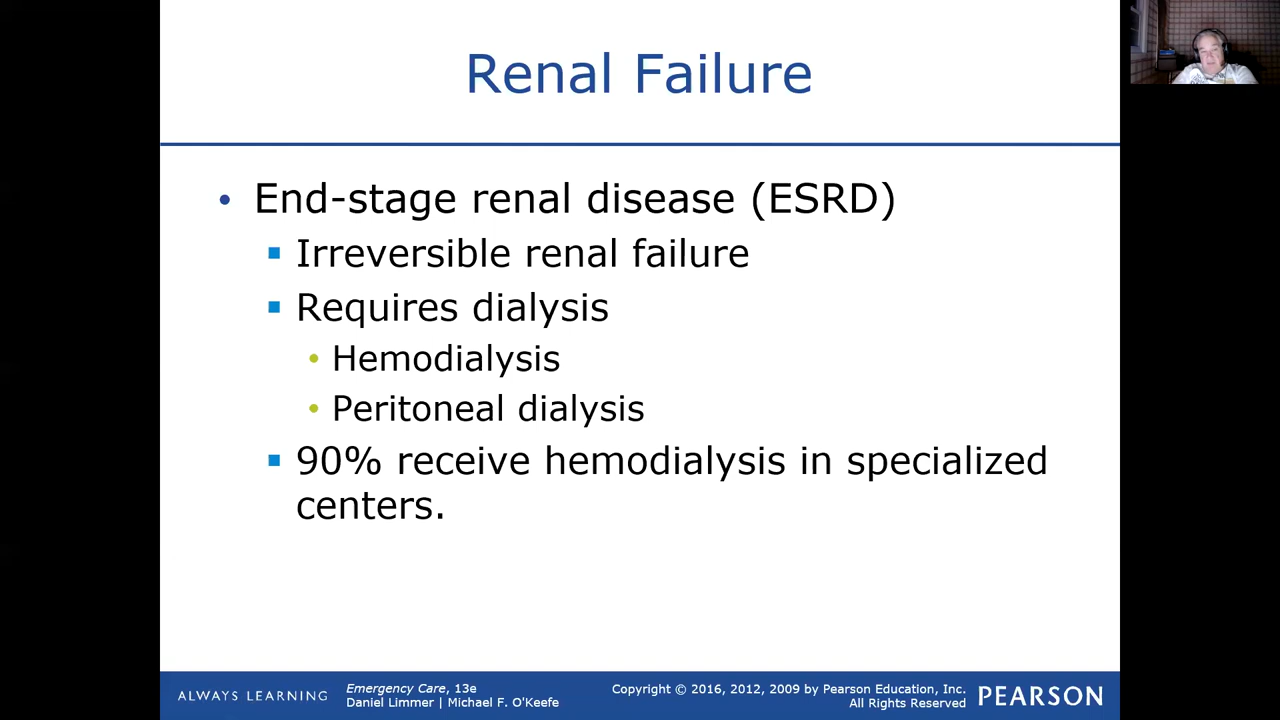 Renal Failure
• End-stage renal disease (ESRD)
▪ Irreversible renal failure
▪ Requires dialysis
• Hemodialysis
• Peritoneal dialysis
▪ 90% receive hemodialysis in specialized
centers.
ALWAYS LEARNING
Emergency Care, 13e
Daniel Limmer | Michael F. O'Keefe
Copyright © 2016, 2012, 2009 by Pearson Education, Inc.
All Rights Reserved
PEARSON